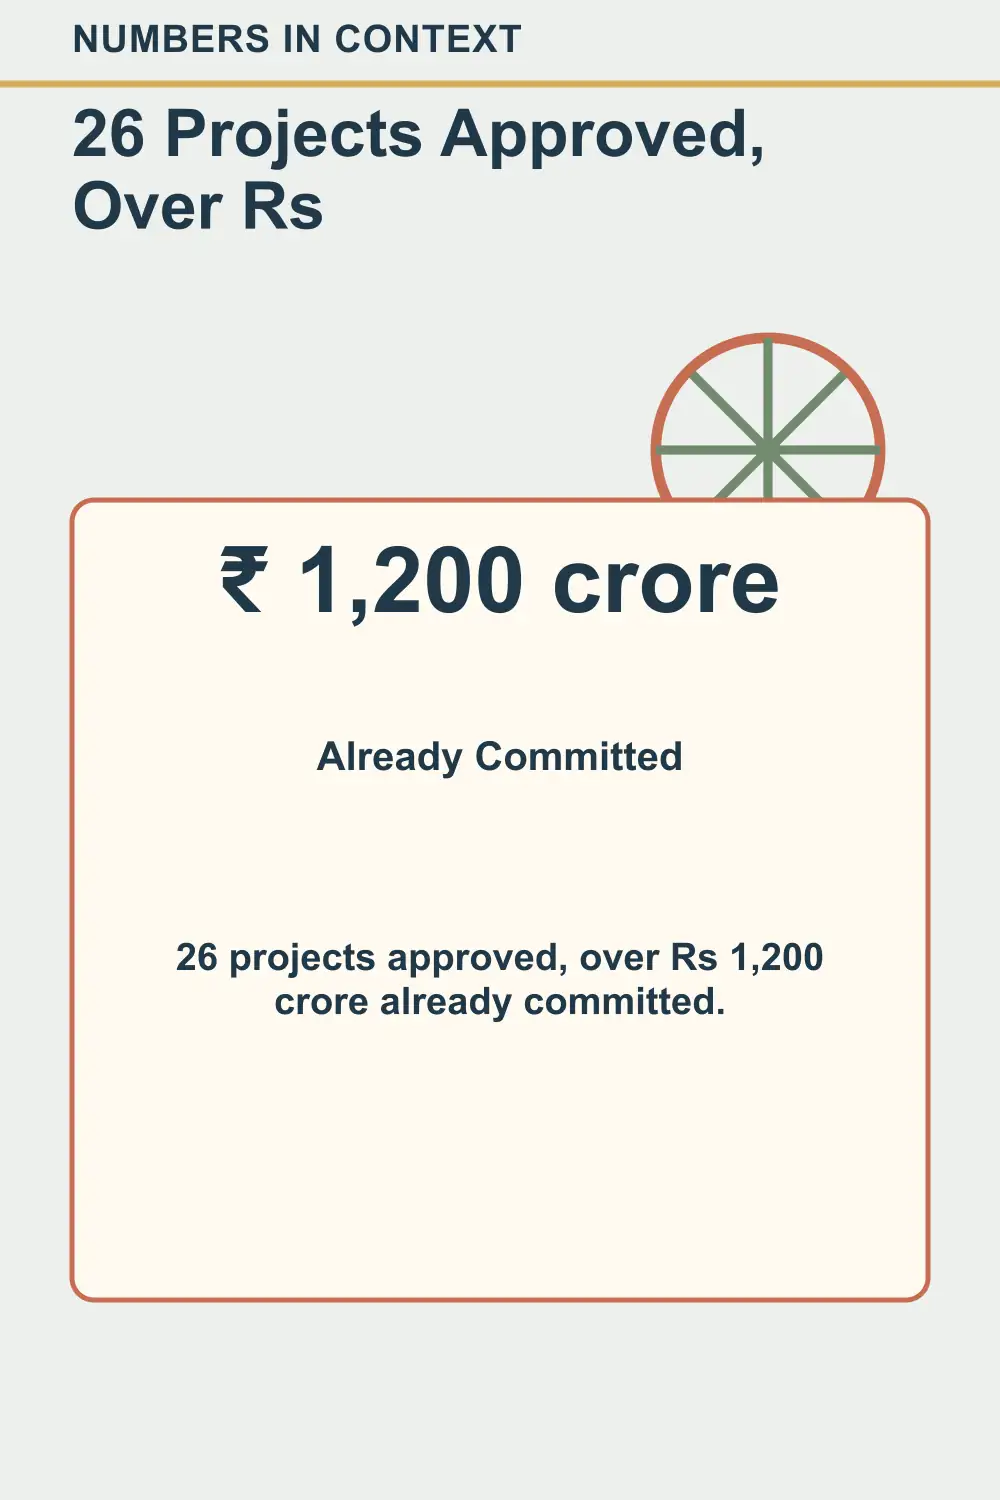 NUMBERS IN CONTEXT
26 Projects Approved,
Over Rs
₹ 1,200 crore
Already Committed
26 projects approved, over Rs 1,200
crore already committed.